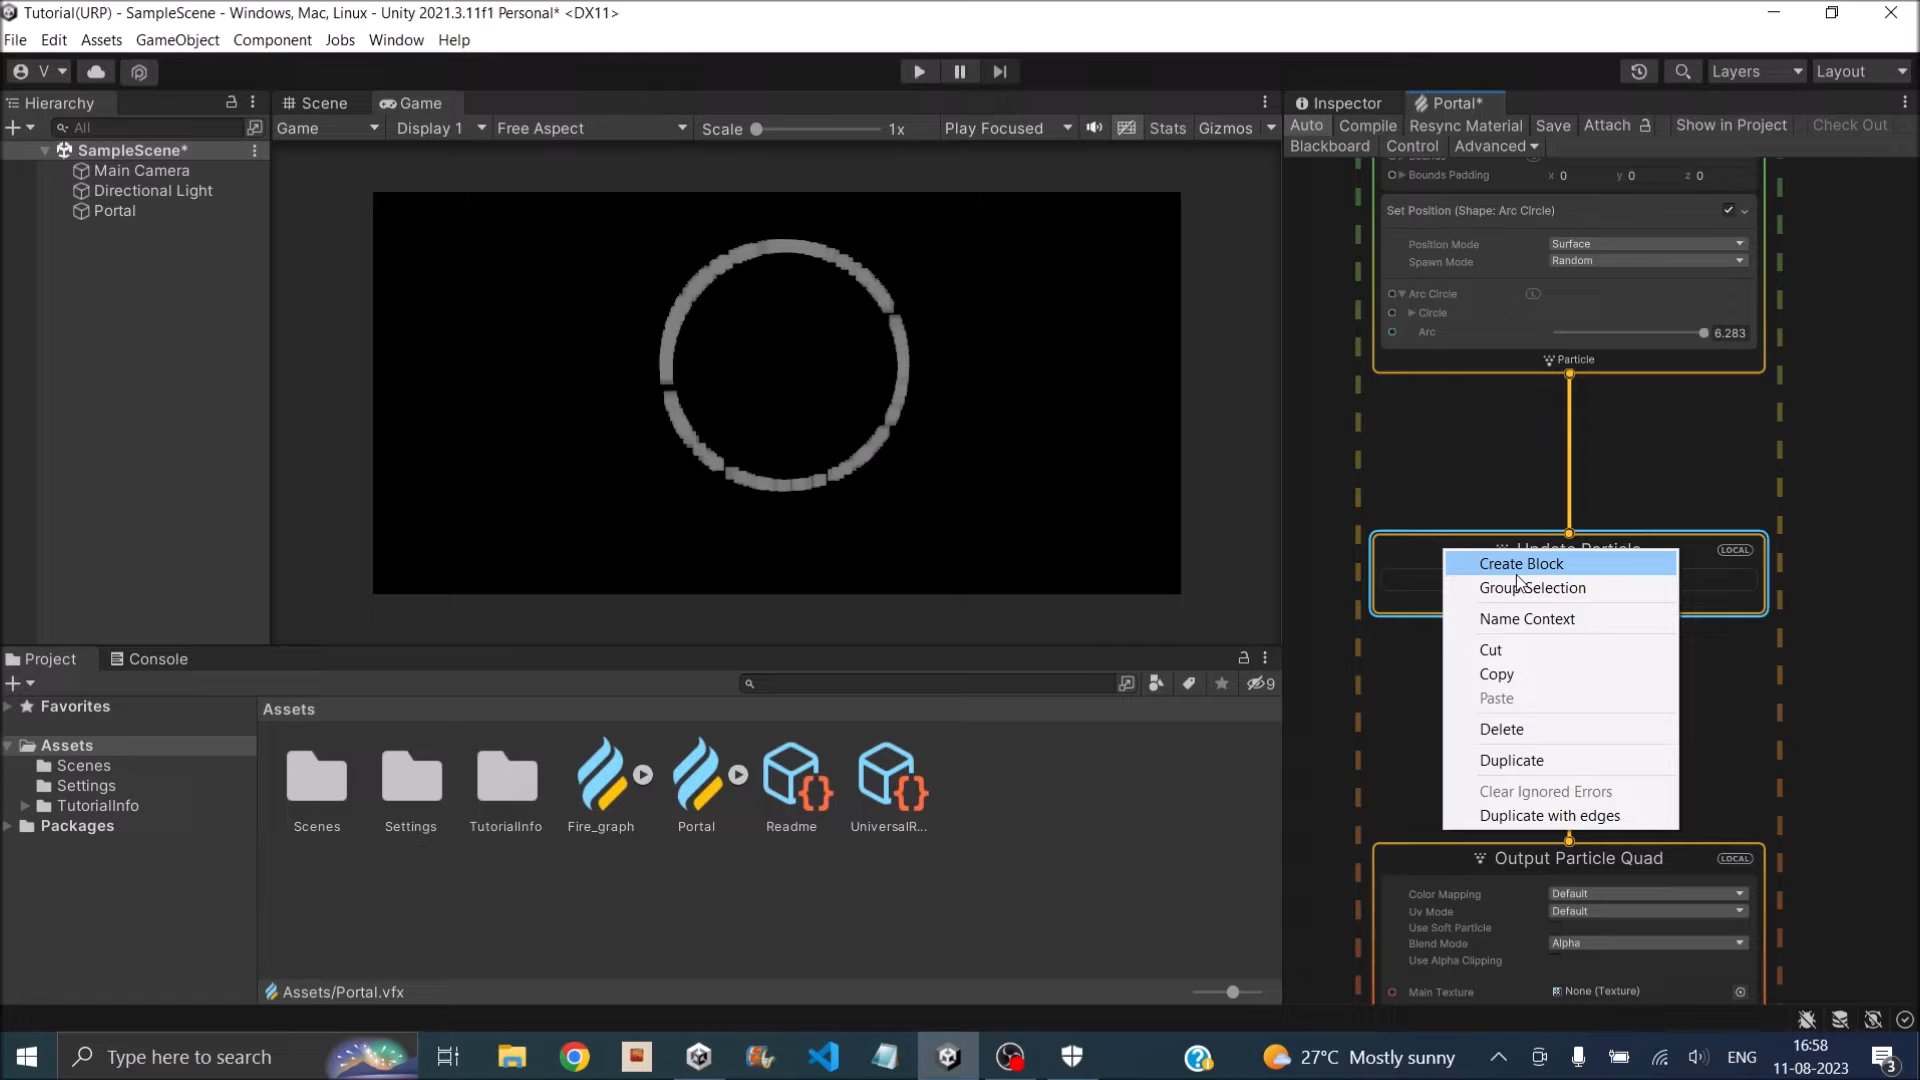 Tutorial(URP) - SampleScene - Windows, Mac, Linux - Unity 2021.3.11f1 Personal* <DX11>
File Edit Assets GameObject Component Jobs Window Help
V
Layers
Layout
Hierarchy
All
SampleScene*
Main Camera
Directional Light
Portal
Scene
Game
Game
Display 1
Free Aspect
Scale
1x
Play Focused
Stats
Gizmos
Inspector
Portal*
Auto Compile Resync Material Save Attach Show in Project Check Out
Blackboard Control Advanced
Bounds Padding x 0 y 0 z 0
Set Position (Shape: Arc Circle)
Position Mode Surface
Spawn Mode Random
Arc Circle L
Circle
Arc 6.283
Particle
Update Particle LOCAL
Create Block
Group Selection
Name Context
Cut
Copy
Paste
Delete
Duplicate
Clear Ignored Errors
Duplicate with edges
Output Particle Quad LOCAL
Color Mapping Default
Uv Mode Default
Use Soft Particle
Blend Mode Alpha
Use Alpha Clipping
Main Texture None (Texture)
Project
Console
9
Favorites
Assets
Scenes
Settings
TutorialInfo
Packages
Assets
Scenes
Settings
TutorialInfo
Fire_graph
Portal
Readme
UniversalR...
Assets/Portal.vfx
Type here to search
27°C Mostly sunny
ENG
16:58
11-08-2023
3